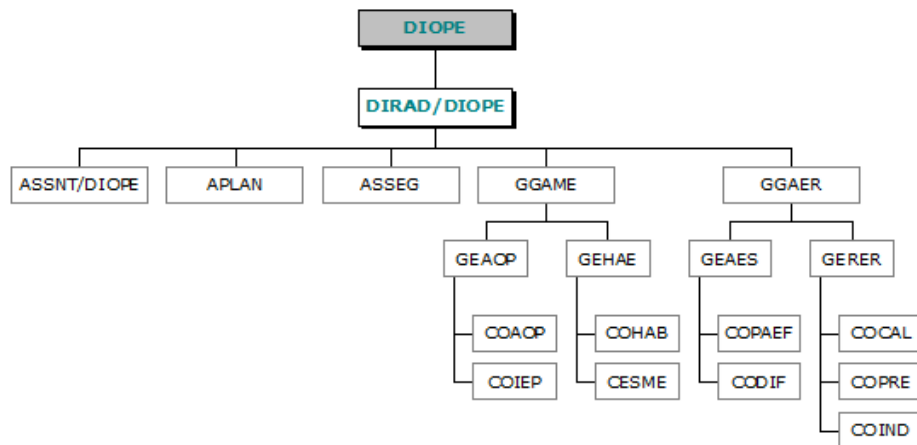 DIOPE
DIRAD/DIOPE
ASSNT/DIOPE
APLAN
ASSEG
GGAME
GGAER
GEAOP
GEHAE
GEAES
GERER
COAOP
COHAB
COPAEF
COCAL
COIEP
CESME
CODIF
COPRE
COIND